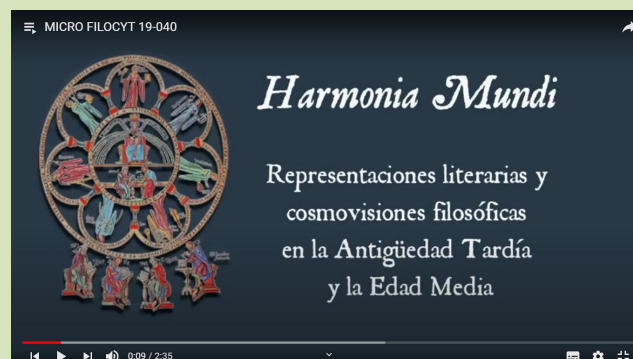 MICRO FILOCYT 19-040
Harmonia Mundi
Representaciones literarias y
cosmovisiones filosóficas
en la Antigüedad Tardía
y la Edad Media
0:09 / 2:35